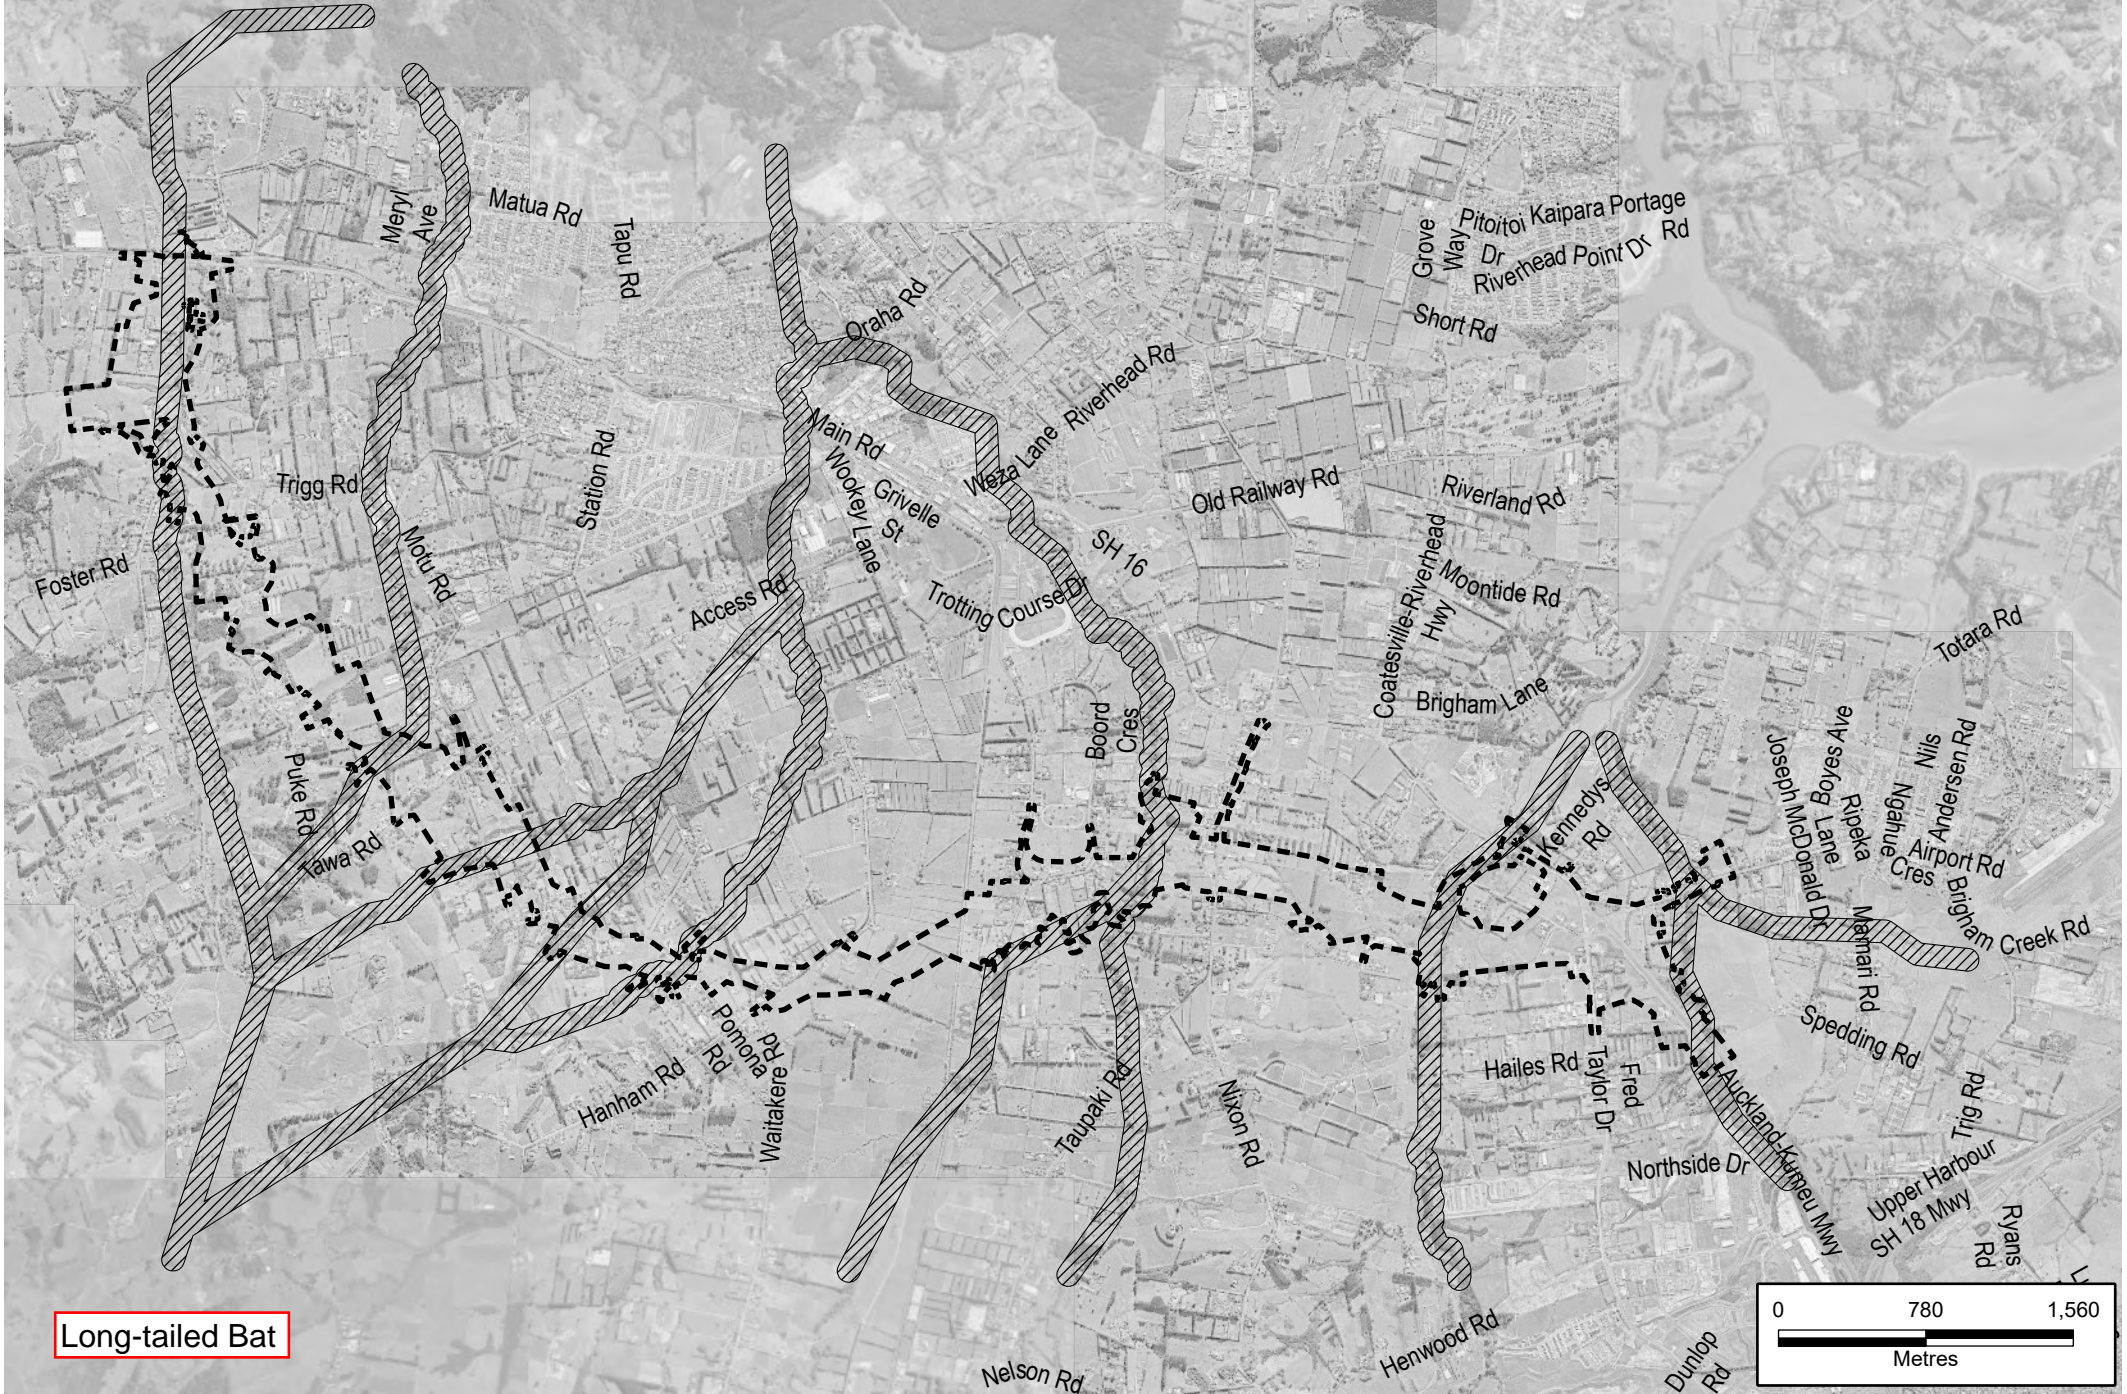 Meryl
Ave
Matua Rd
Tapu Rd
Grove
Way
Pitoitoi
Dr
Kaipara Portage
Rd
Riverhead Point Dr
Short Rd
Oraha Rd
Riverhead Rd
Main Rd
Weza Lane
Wookey Lane
Grivelle
St
Station Rd
Trigg Rd
Old Railway Rd
Riverland Rd
SH 16
Motu Rd
Foster Rd
Access Rd
Trotting Course Dr
Coatesville-Riverhead
Hwy
Moontide Rd
Totara Rd
Brigham Lane
Boord
Cres
Puke Rd
Tawa Rd
Kennedys
Rd
Joseph McDonald Dr
Boyes Ave
Lane
Ripeka
Ngahue
Cres
Nils
Andersen Rd
Airport Rd
Brigham Creek Rd
Mamari Rd
Spedding Rd
Pomona
Rd
Hanham Rd
Waitakere Rd
Taupaki Rd
Nixon Rd
Hailes Rd
Fred
Taylor Dr
Northside Dr
Auckland-Kumeu Mwy
Trig Rd
Upper Harbour
SH 18 Mwy
Ryans
Rd
Henwood Rd
Nelson Rd
Dunlop
Rd
Long-tailed Bat
0 780 1,560
Metres